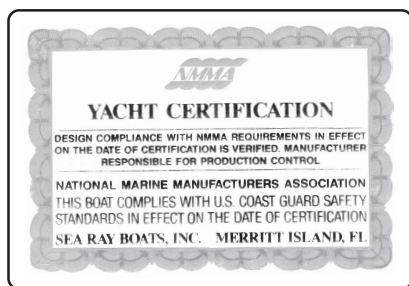 NMMA
YACHT CERTIFICATION
DESIGN COMPLIANCE WITH NMMA REQUIREMENTS IN EFFECT
ON THE DATE OF CERTIFICATION IS VERIFIED. MANUFACTURER
RESPONSIBLE FOR PRODUCTION CONTROL
NATIONAL MARINE MANUFACTURERS ASSOCIATION
THIS BOAT COMPLIES WITH U.S. COAST GUARD SAFETY
STANDARDS IN EFFECT ON THE DATE OF CERTIFICATION
SEA RAY BOATS, INC. MERRITT ISLAND, FL